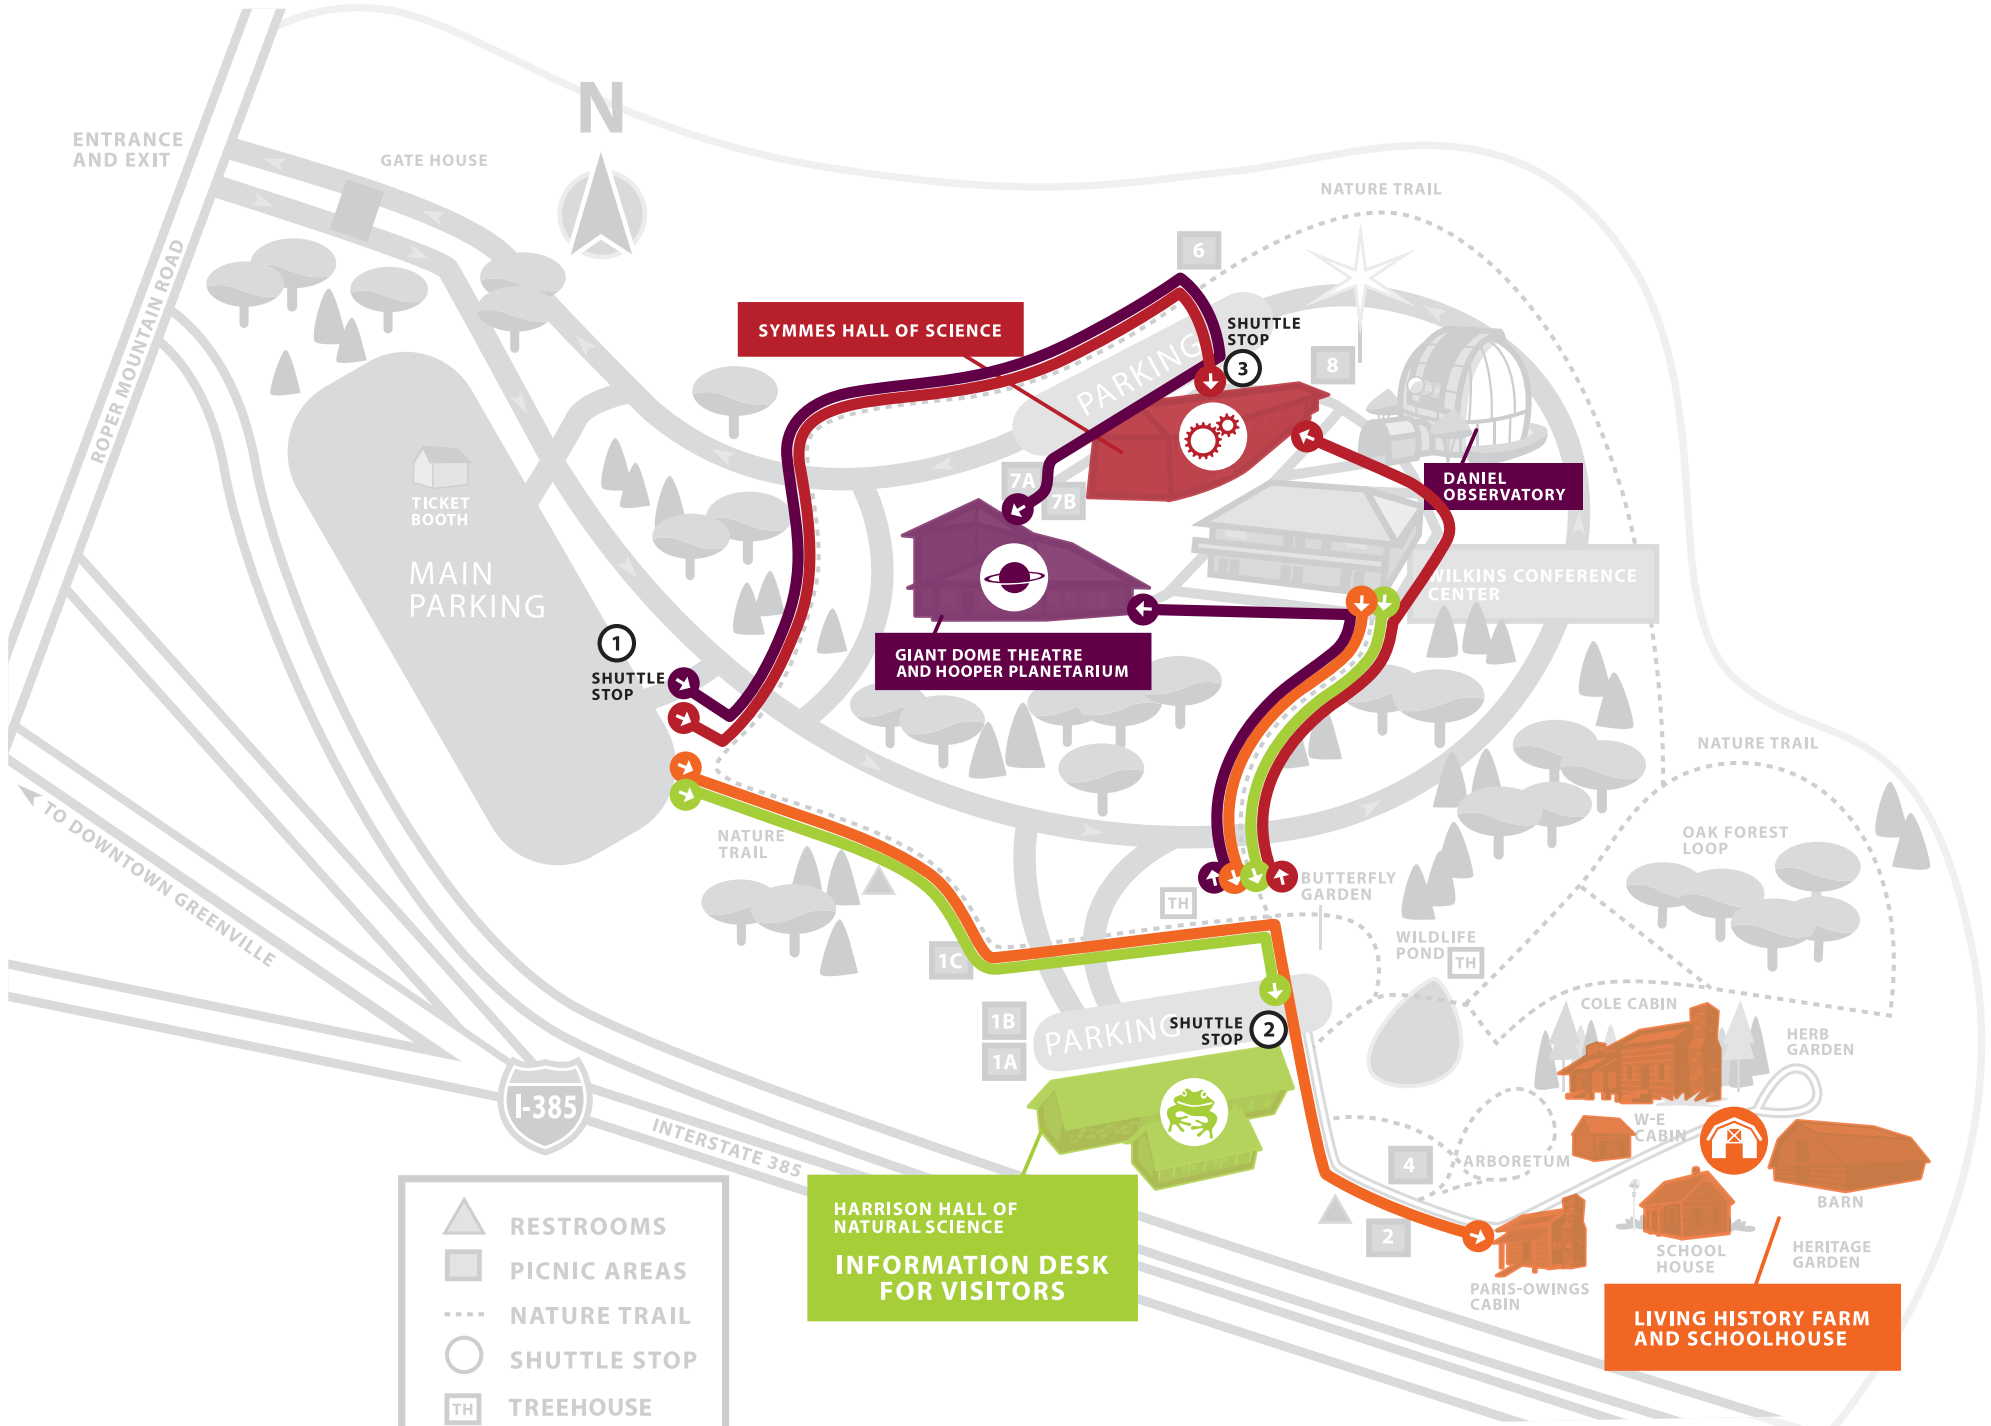 N
ENTRANCE
AND EXIT
GATE HOUSE
NATURE TRAIL
6
ROPER MOUNTAIN ROAD
SYMMES HALL OF SCIENCE
SHUTTLE
STOP
3
PARKING
8
TICKET
BOOTH
MAIN
PARKING
7A
7B
DANIEL
OBSERVATORY
WILKINS CONFERENCE
CENTER
1
SHUTTLE
STOP
GIANT DOME THEATRE
AND HOOPER PLANETARIUM
NATURE TRAIL
TO DOWNTOWN GREENVILLE
NATURE
TRAIL
OAK FOREST
LOOP
BUTTERFLY
GARDEN
TH
WILDLIFE
POND
TH
1C
1B
1A
PARKING
SHUTTLE
STOP
2
COLE CABIN
HERB
GARDEN
I-385
INTERSTATE 385
W-E
CABIN
4
ARBORETUM
BARN
2
SCHOOL
HOUSE
HERITAGE
GARDEN
PARIS-OWINGS
CABIN
HARRISON HALL OF
NATURAL SCIENCE
INFORMATION DESK
FOR VISITORS
LIVING HISTORY FARM
AND SCHOOLHOUSE
RESTROOMS
PICNIC AREAS
NATURE TRAIL
SHUTTLE STOP
TH TREEHOUSE